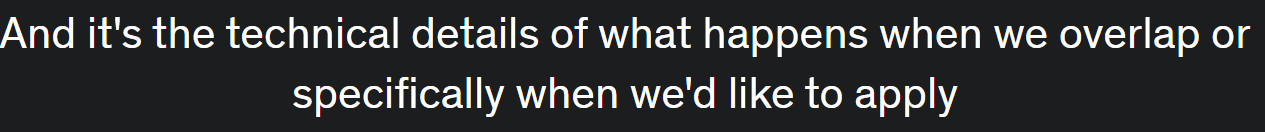 And it's the technical details of what happens when we overlap or
specifically when we'd like to apply